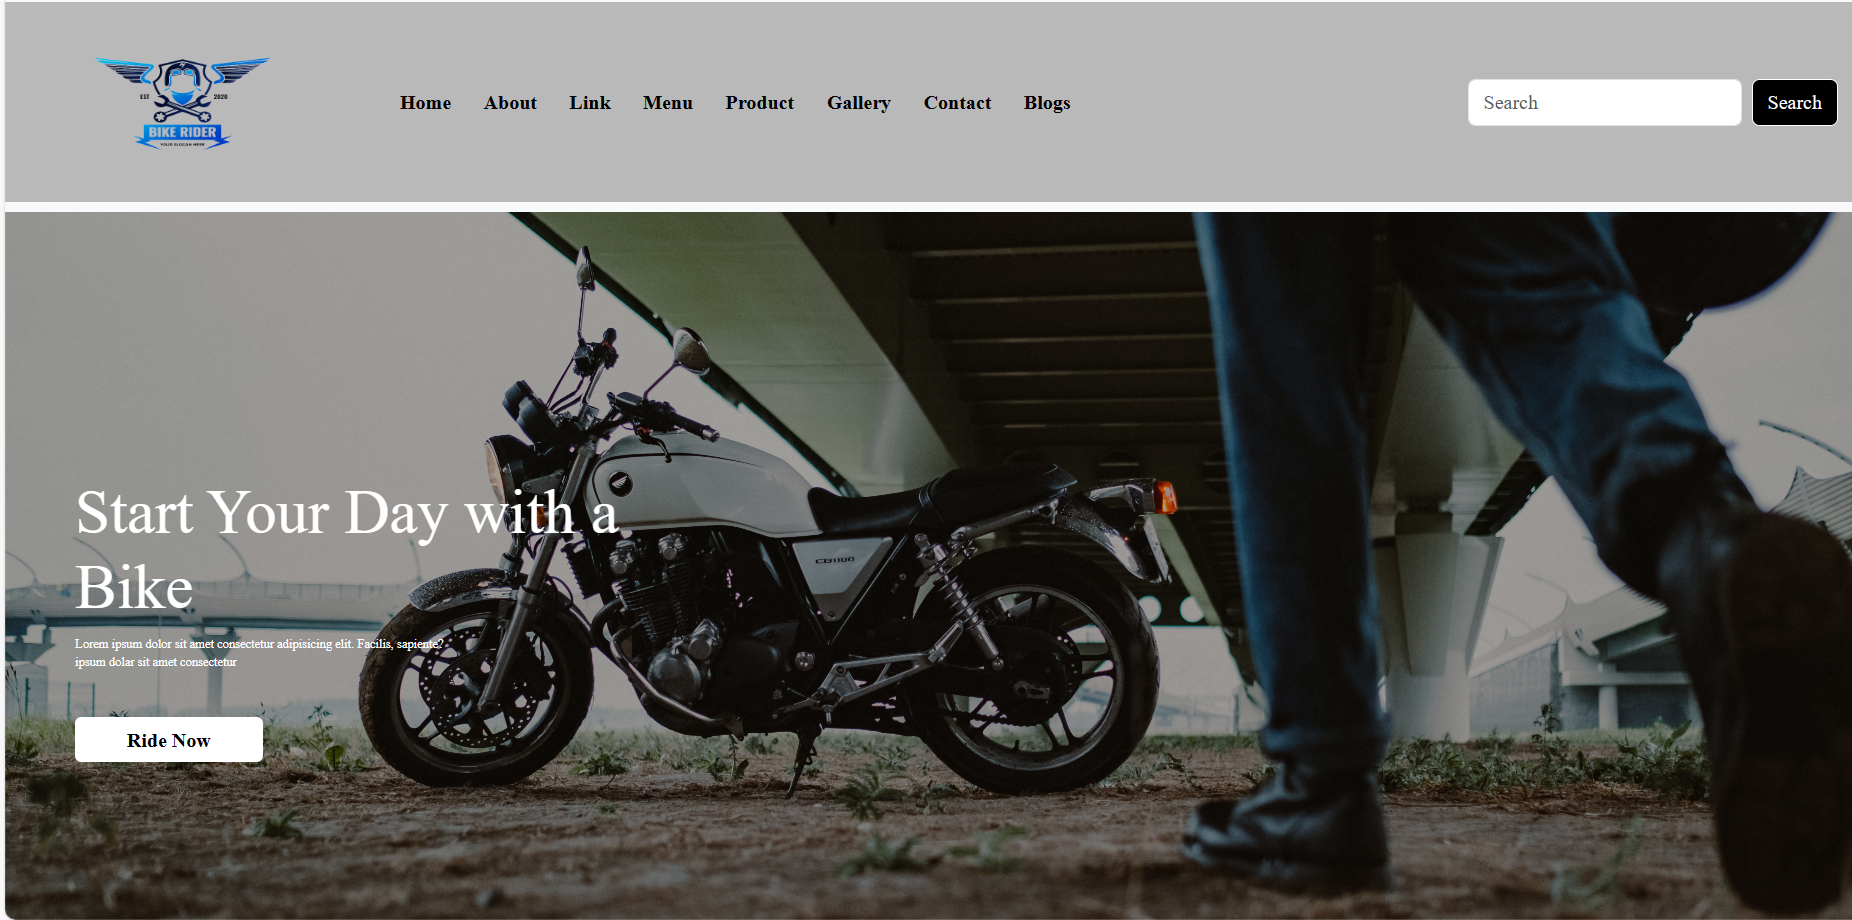 EST 2020
BIKE RIDER
YOUR SLOGAN HERE
Home About Link Menu Product Gallery Contact Blogs
Search Search
Start Your Day with a
Bike
Lorem ipsum dolor sit amet consectetur adipisicing elit. Facilis, sapiente?
ipsum dolar sit amet consectetur
Ride Now
CB1100